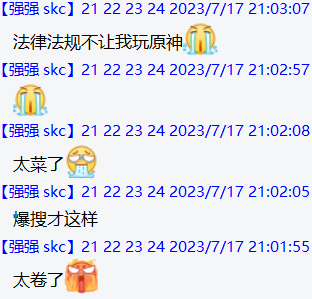 【强强 skc】21 22 23 24 2023/7/17 21:03:07
法律法规不让我玩原神
【强强 skc】21 22 23 24 2023/7/17 21:02:57
【强强 skc】21 22 23 24 2023/7/17 21:02:08
太菜了
【强强 skc】21 22 23 24 2023/7/17 21:02:05
爆搜才这样
【强强 skc】21 22 23 24 2023/7/17 21:01:55
太卷了